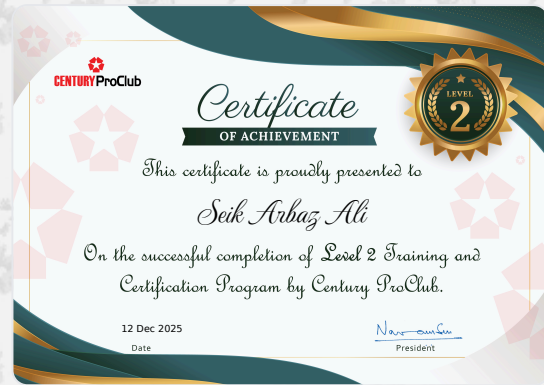 CENTURY ProClub
LEVEL
2
Certificate
OF ACHIEVEMENT
This certificate is proudly presented to
Seik Arbaz Ali
On the successful completion of Level 2 Training and
Certification Program by Century ProClub.
12 Dec 2025
Date
President